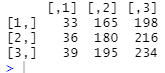 [,1] [,2] [,3]
[1,] 33 165 198
[2,] 36 180 216
[3,] 39 195 234
>